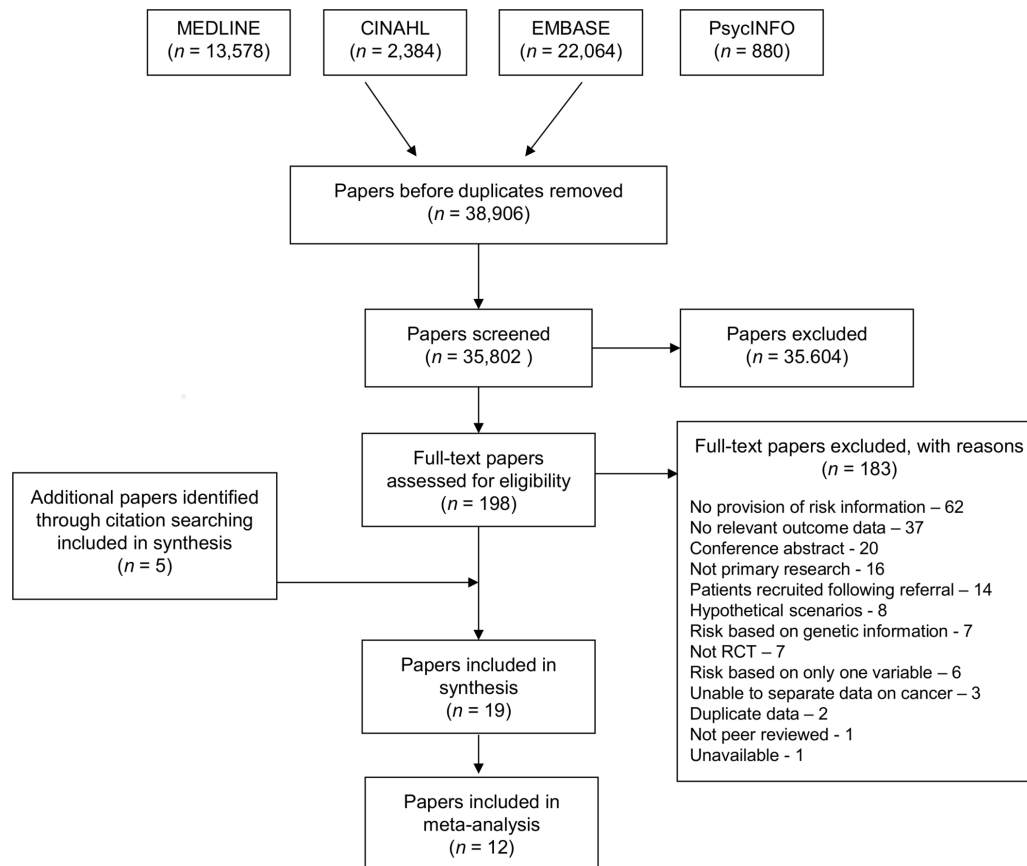 MEDLINE
(n = 13,578)
CINAHL
(n = 2,384)
EMBASE
(n = 22,064)
PsycINFO
(n = 880)
Papers before duplicates removed
(n = 38,906)
Papers screened
(n = 35,802 )
Papers excluded
(n = 35.604)
Full-text papers
assessed for eligibility
(n = 198)
Full-text papers excluded, with reasons
(n = 183)
No provision of risk information – 62
No relevant outcome data – 37
Conference abstract - 20
Not primary research - 16
Patients recruited following referral – 14
Hypothetical scenarios – 8
Risk based on genetic information - 7
Not RCT – 7
Risk based on only one variable – 6
Unable to separate data on cancer – 3
Duplicate data – 2
Not peer reviewed - 1
Unavailable - 1
Additional papers identified
through citation searching
included in synthesis
(n = 5)
Papers included in
synthesis
(n = 19)
Papers included in
meta-analysis
(n = 12)